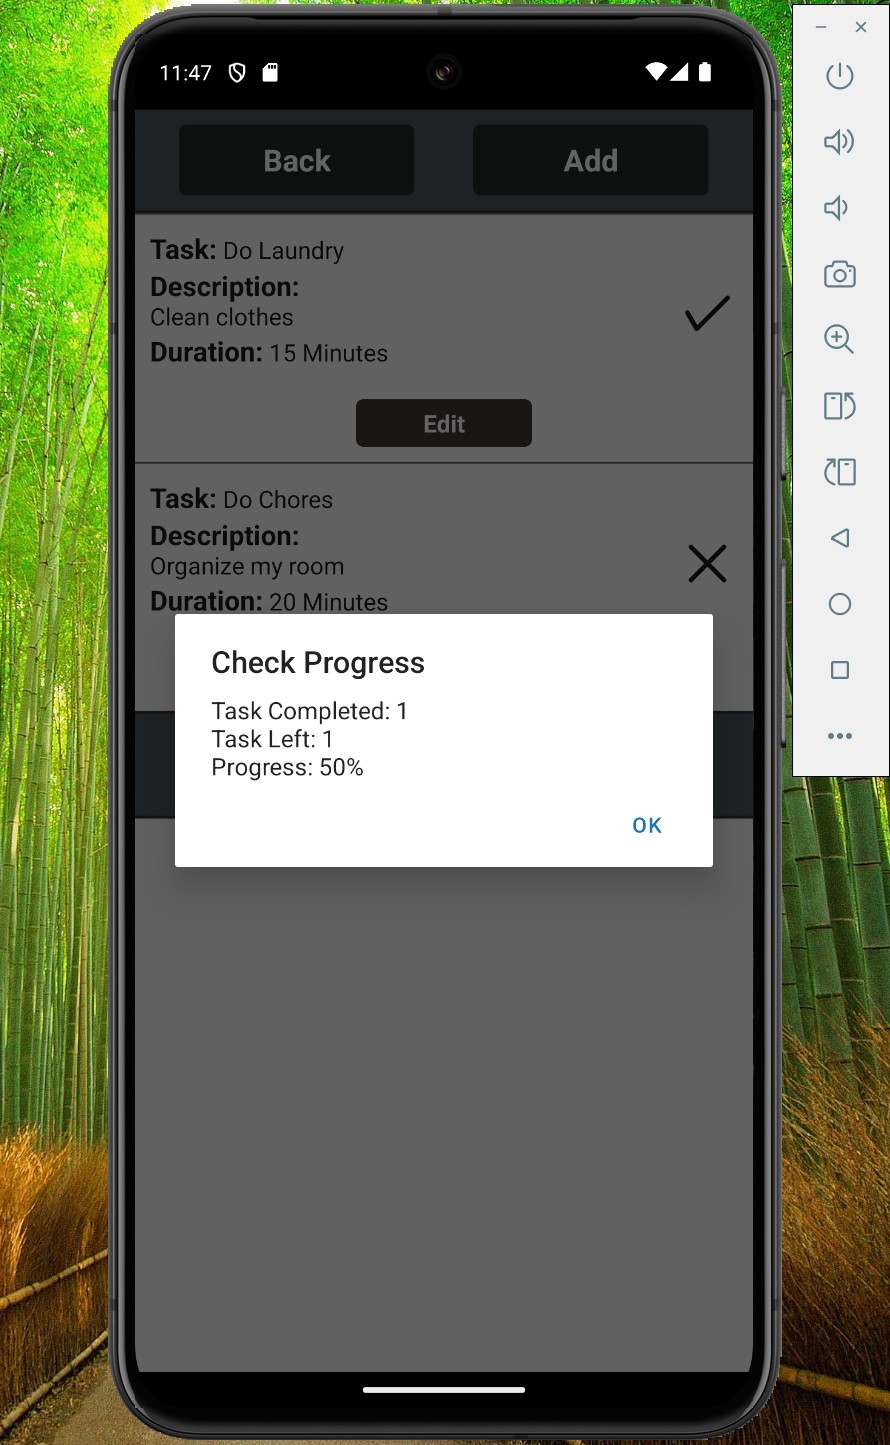 11:47
Back
Add
Task: Do Laundry
Description:
Clean clothes
Duration: 15 Minutes
Edit
Task: Do Chores
Description:
Organize my room
Duration: 20 Minutes
Check Progress
Task Completed: 1
Task Left: 1
Progress: 50%
OK